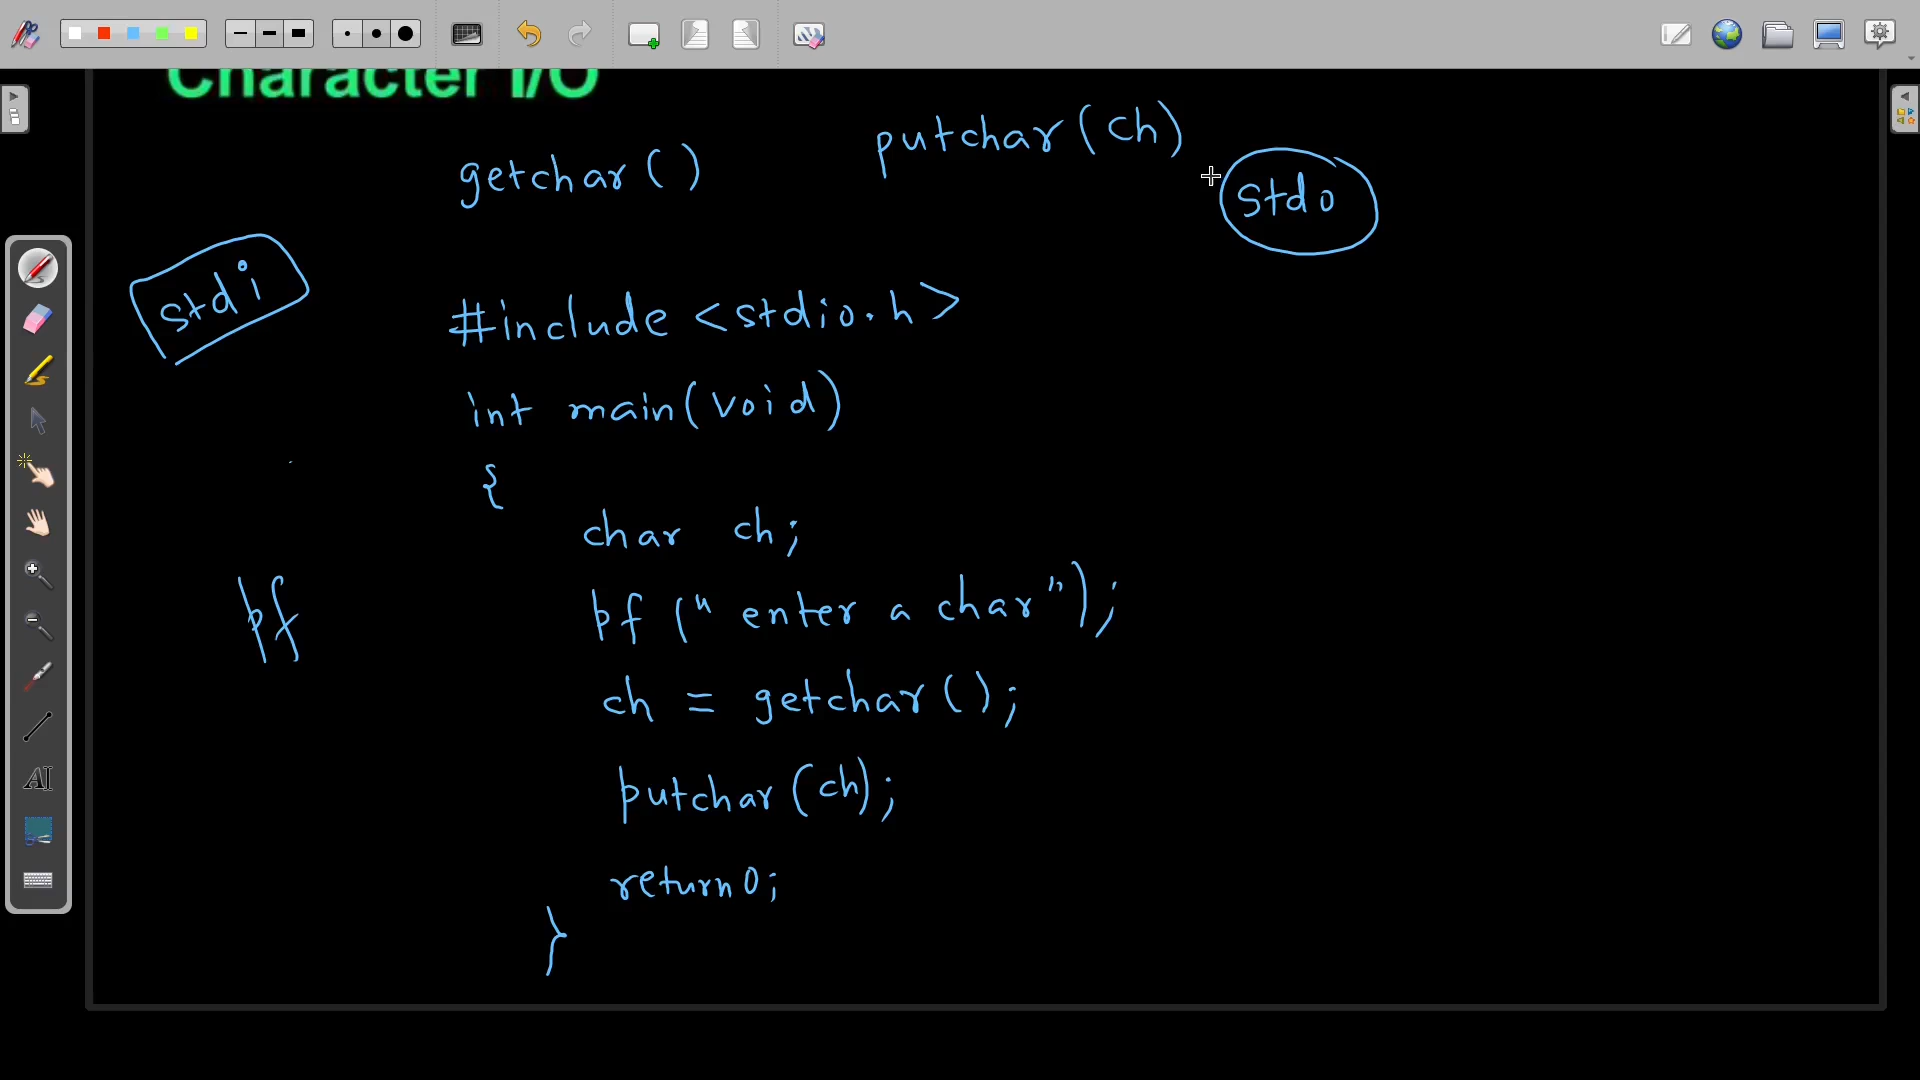 Character I/O
putchar(ch)
getchar()
stdo
stdi
#include <stdio.h>
int main(void)
{
char ch;
pf
pf ("enter a char");
ch = getchar();
putchar(ch);
return 0;
}